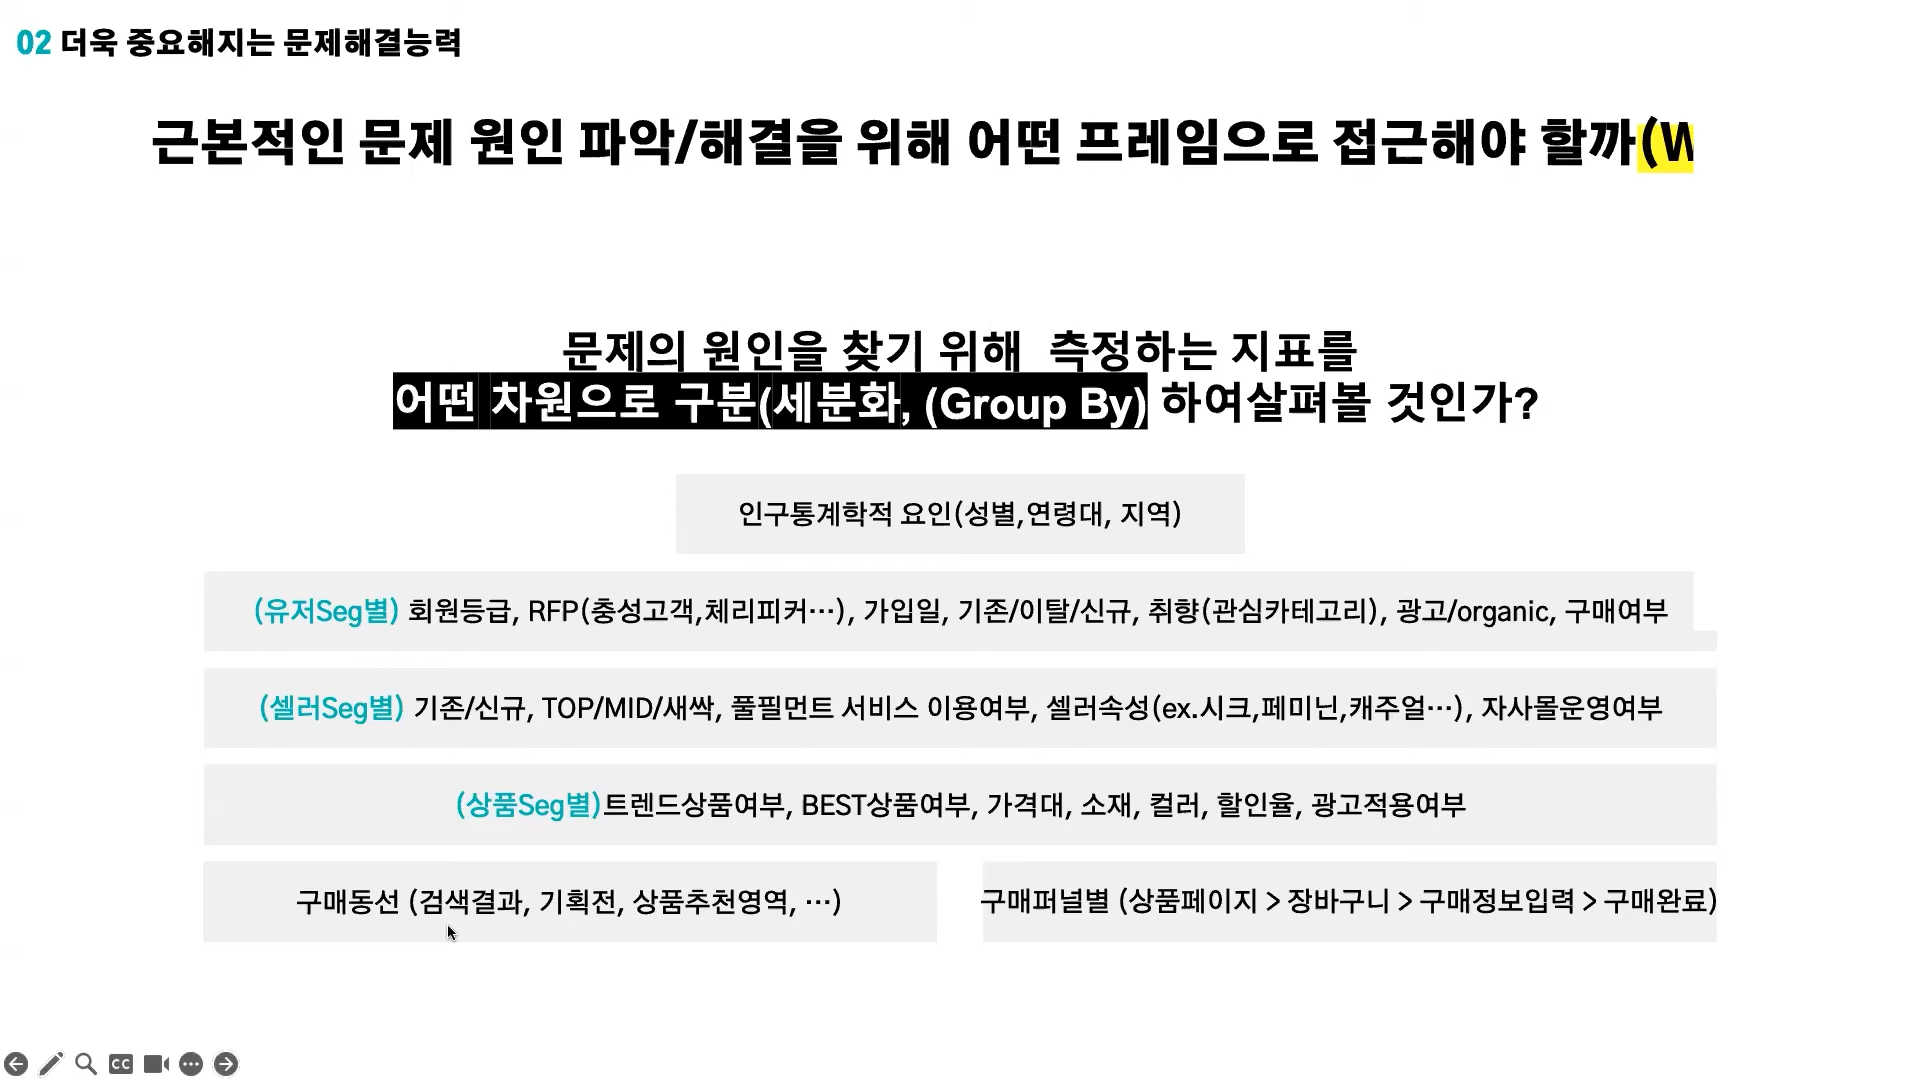 02 더욱 중요해지는 문제해결능력
근본적인 문제 원인 파악/해결을 위해 어떤 프레임으로 접근해야 할까(W
문제의 원인을 찾기 위해 측정하는 지표를
어떤 차원으로 구분(세분화, (Group By) 하여살펴볼 것인가?
인구통계학적 요인(성별,연령대, 지역)
(유저Seg별) 회원등급, RFP(충성고객,체리피커…), 가입일, 기존/이탈/신규, 취향(관심카테고리), 광고/organic, 구매여부
(셀러Seg별) 기존/신규, TOP/MID/새싹, 풀필먼트 서비스 이용여부, 셀러속성(ex.시크,페미닌,캐주얼…), 자사몰운영여부
(상품Seg별)트렌드상품여부, BEST상품여부, 가격대, 소재, 컬러, 할인율, 광고적용여부
구매동선 (검색결과, 기획전, 상품추천영역, …)
구매퍼널별 (상품페이지 > 장바구니 > 구매정보입력 > 구매완료)
CC